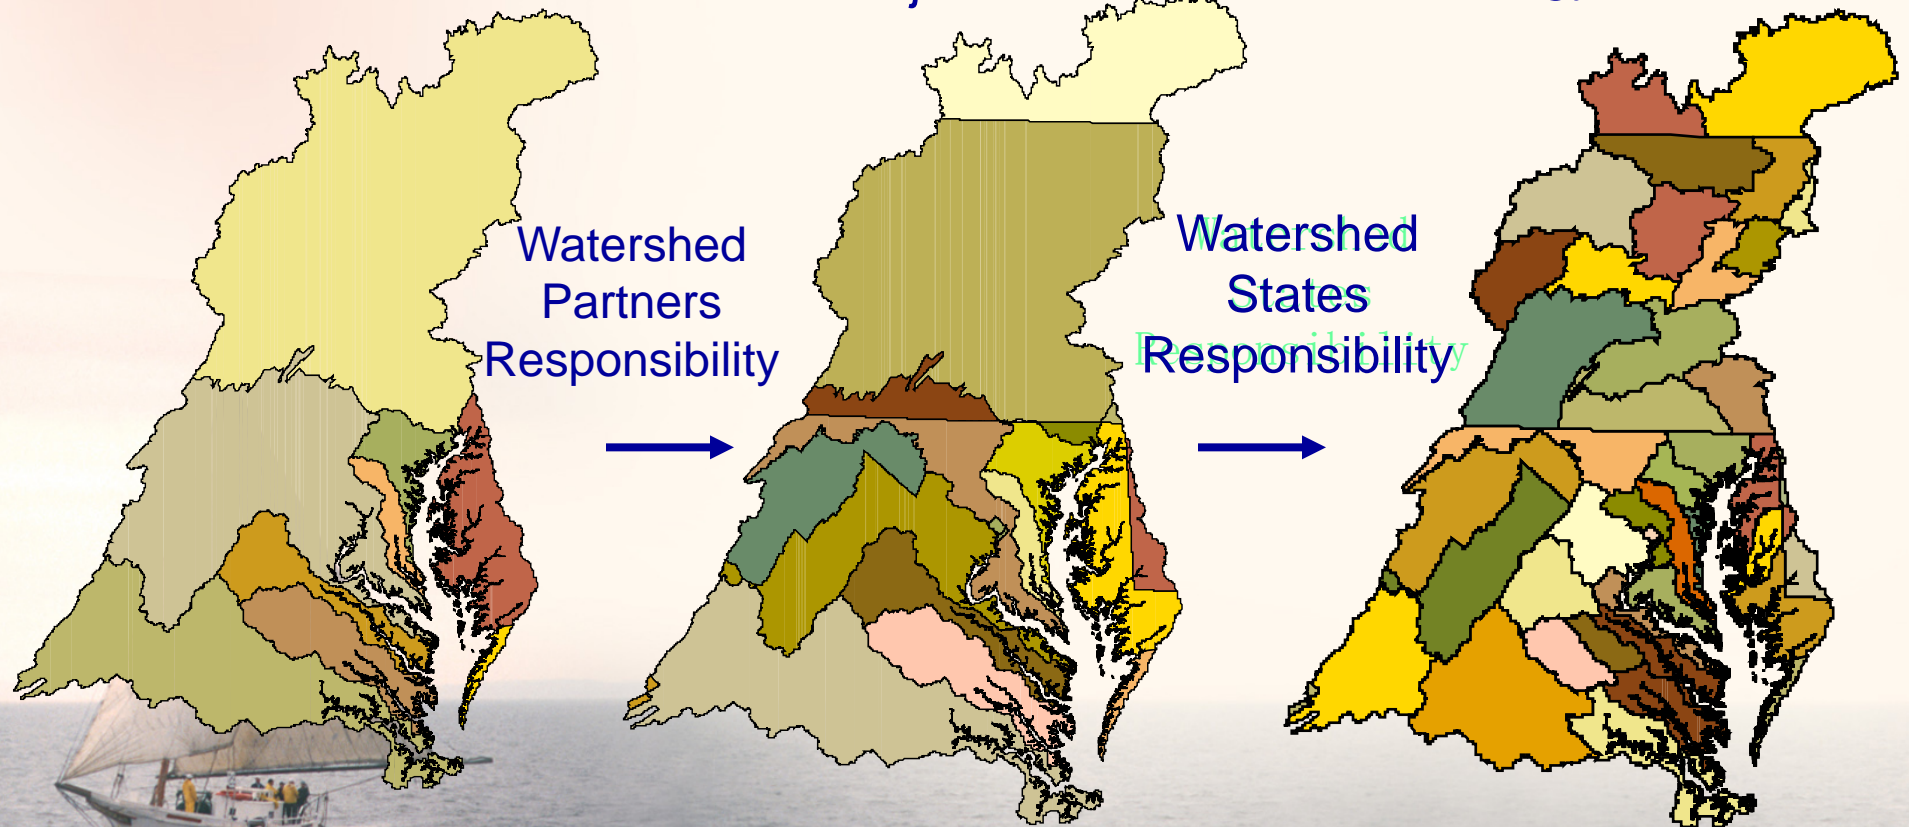 Watershed
Partners
Responsibility
Watershed
States
Responsibility